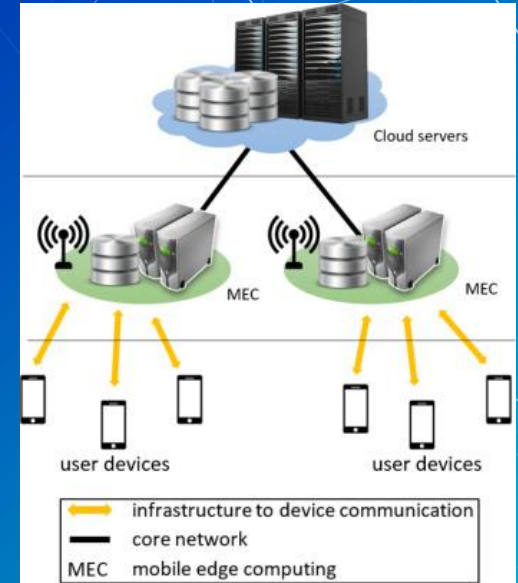 Cloud servers
MEC
MEC
user devices
user devices
infrastructure to device communication
core network
MEC mobile edge computing